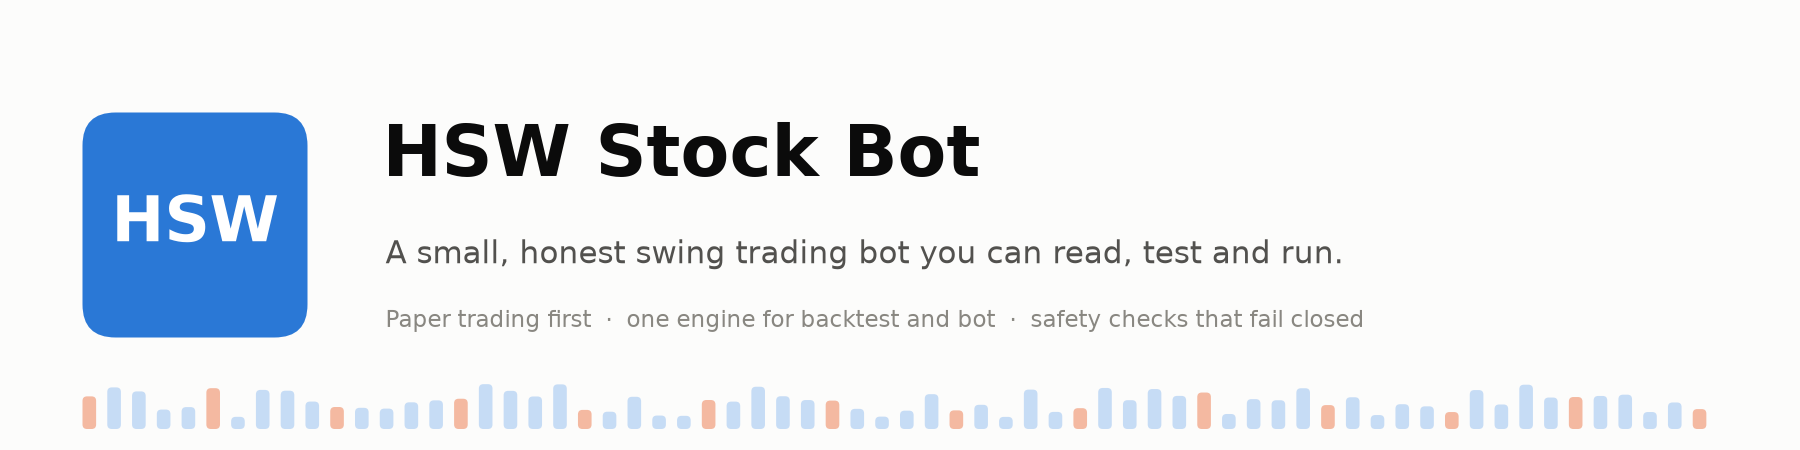 HSW
HSW Stock Bot
A small, honest swing trading bot you can read, test and run.
Paper trading first · one engine for backtest and bot · safety checks that fail closed